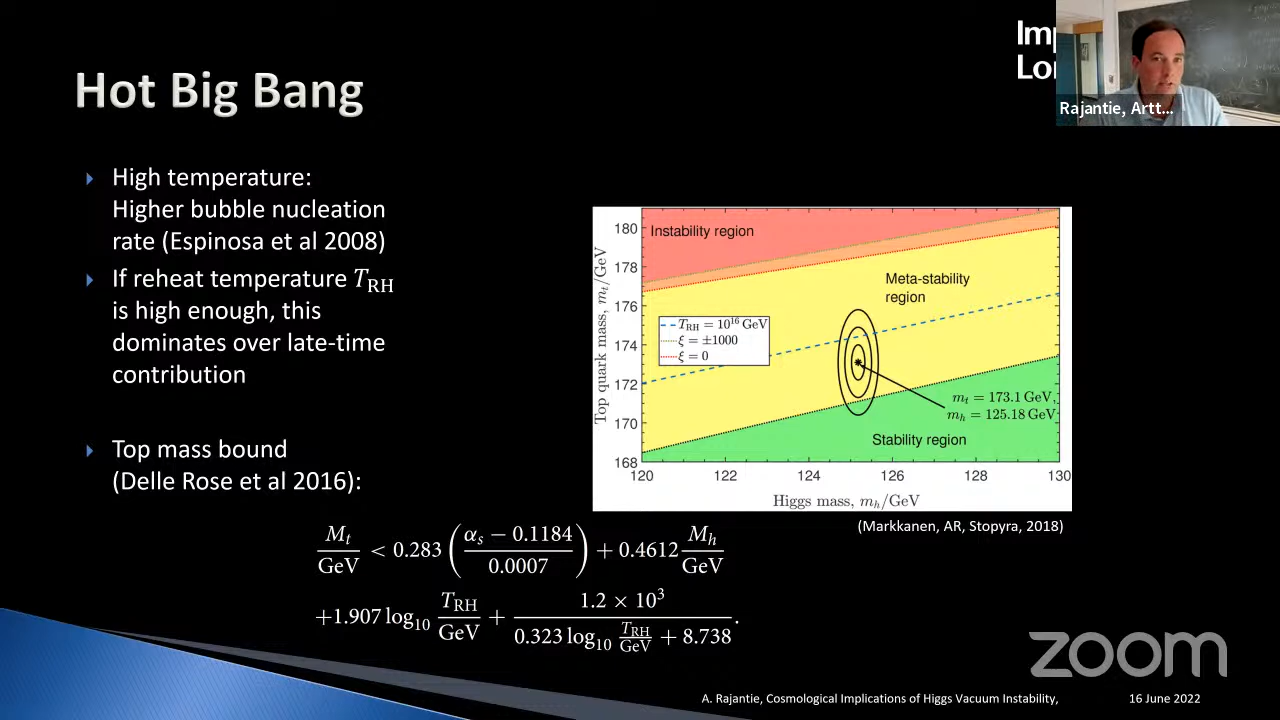 Imp
Lon
Rajantie, Artt...
Hot Big Bang
High temperature:
Higher bubble nucleation
rate (Espinosa et al 2008)
If reheat temperature T_RH
is high enough, this
dominates over late-time
contribution
Top mass bound
(Delle Rose et al 2016):
M_t/GeV < 0.283 ((α_s − 0.1184)/0.0007) + 0.4612 M_h/GeV
+1.907 log_10 T_RH/GeV + (1.2 × 10^3)/(0.323 log_10 T_RH/GeV + 8.738).
180
178
176
174
172
170
168
Top quark mass, m_t/GeV
Instability region
Meta-stability
region
T_RH = 10^16 GeV
ξ = ±1000
ξ = 0
m_t = 173.1 GeV,
m_h = 125.18 GeV
Stability region
120 122 124 126 128 130
Higgs mass, m_h/GeV
(Markkanen, AR, Stopyra, 2018)
zoom
A. Rajantie, Cosmological Implications of Higgs Vacuum Instability, 16 June 2022